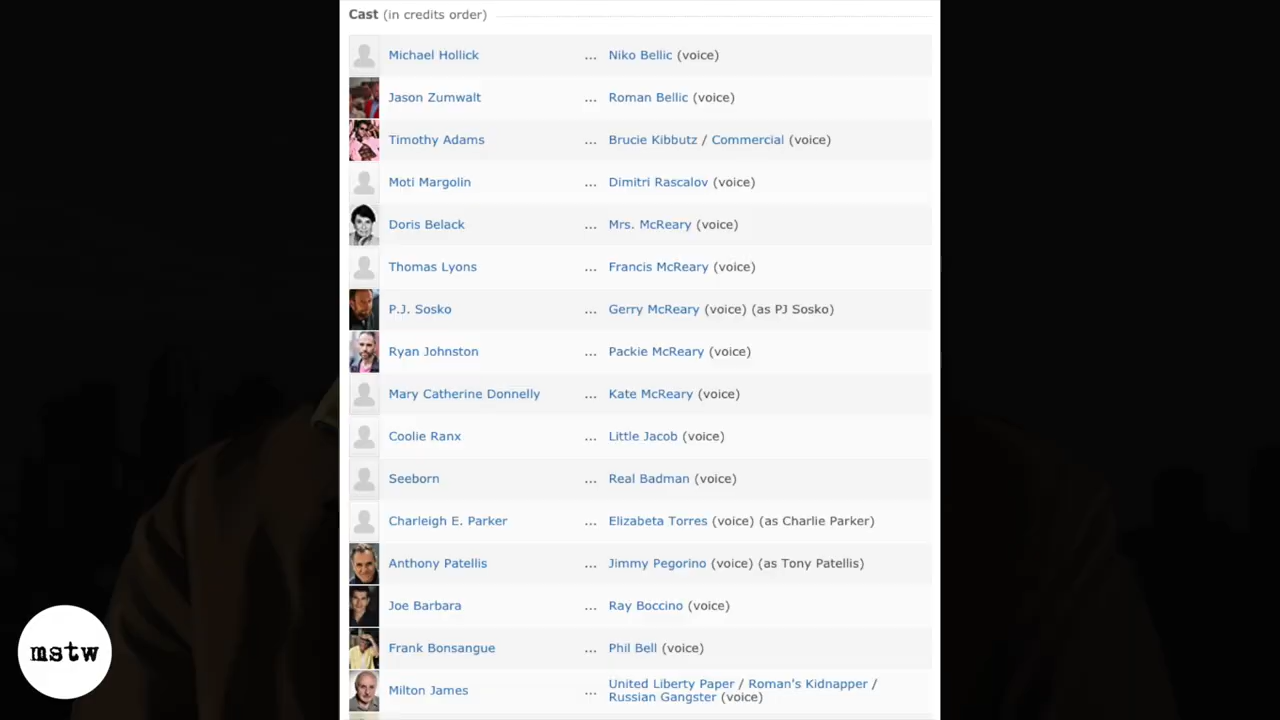 Cast (in credits order)
Michael Hollick ... Niko Bellic (voice)
Jason Zumwalt ... Roman Bellic (voice)
Timothy Adams ... Brucie Kibbutz / Commercial (voice)
Moti Margolin ... Dimitri Rascalov (voice)
Doris Belack ... Mrs. McReary (voice)
Thomas Lyons ... Francis McReary (voice)
P.J. Sosko ... Gerry McReary (voice) (as PJ Sosko)
Ryan Johnston ... Packie McReary (voice)
Mary Catherine Donnelly ... Kate McReary (voice)
Coolie Ranx ... Little Jacob (voice)
Seeborn ... Real Badman (voice)
Charleigh E. Parker ... Elizabeta Torres (voice) (as Charlie Parker)
Anthony Patellis ... Jimmy Pegorino (voice) (as Tony Patellis)
Joe Barbara ... Ray Boccino (voice)
Frank Bonsangue ... Phil Bell (voice)
Milton James ... United Liberty Paper / Roman's Kidnapper /
Russian Gangster (voice)
mstw